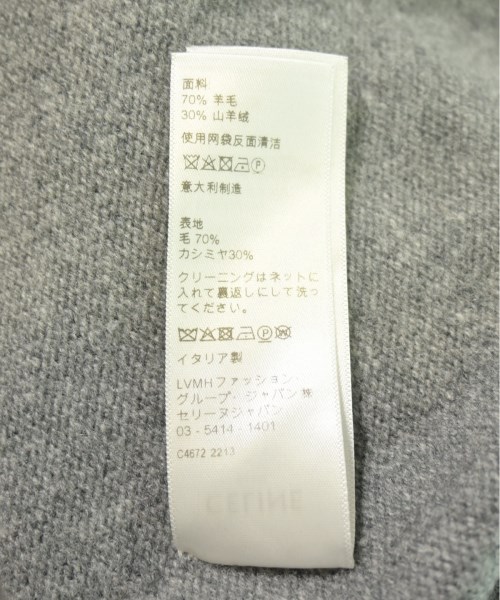 面料
70% 羊毛
30% 山羊绒
使用网袋反面清洁
意大利制造
表地
毛 70%
カシミヤ30%
クリーニングはネットに
入れて裏返しにして洗っ
てください。
イタリア製
LVMHファッション・
グループ・ジャパン ㈱
セリーヌジャパン
03 - 5414 - 1401
C4672 2213
CELINE